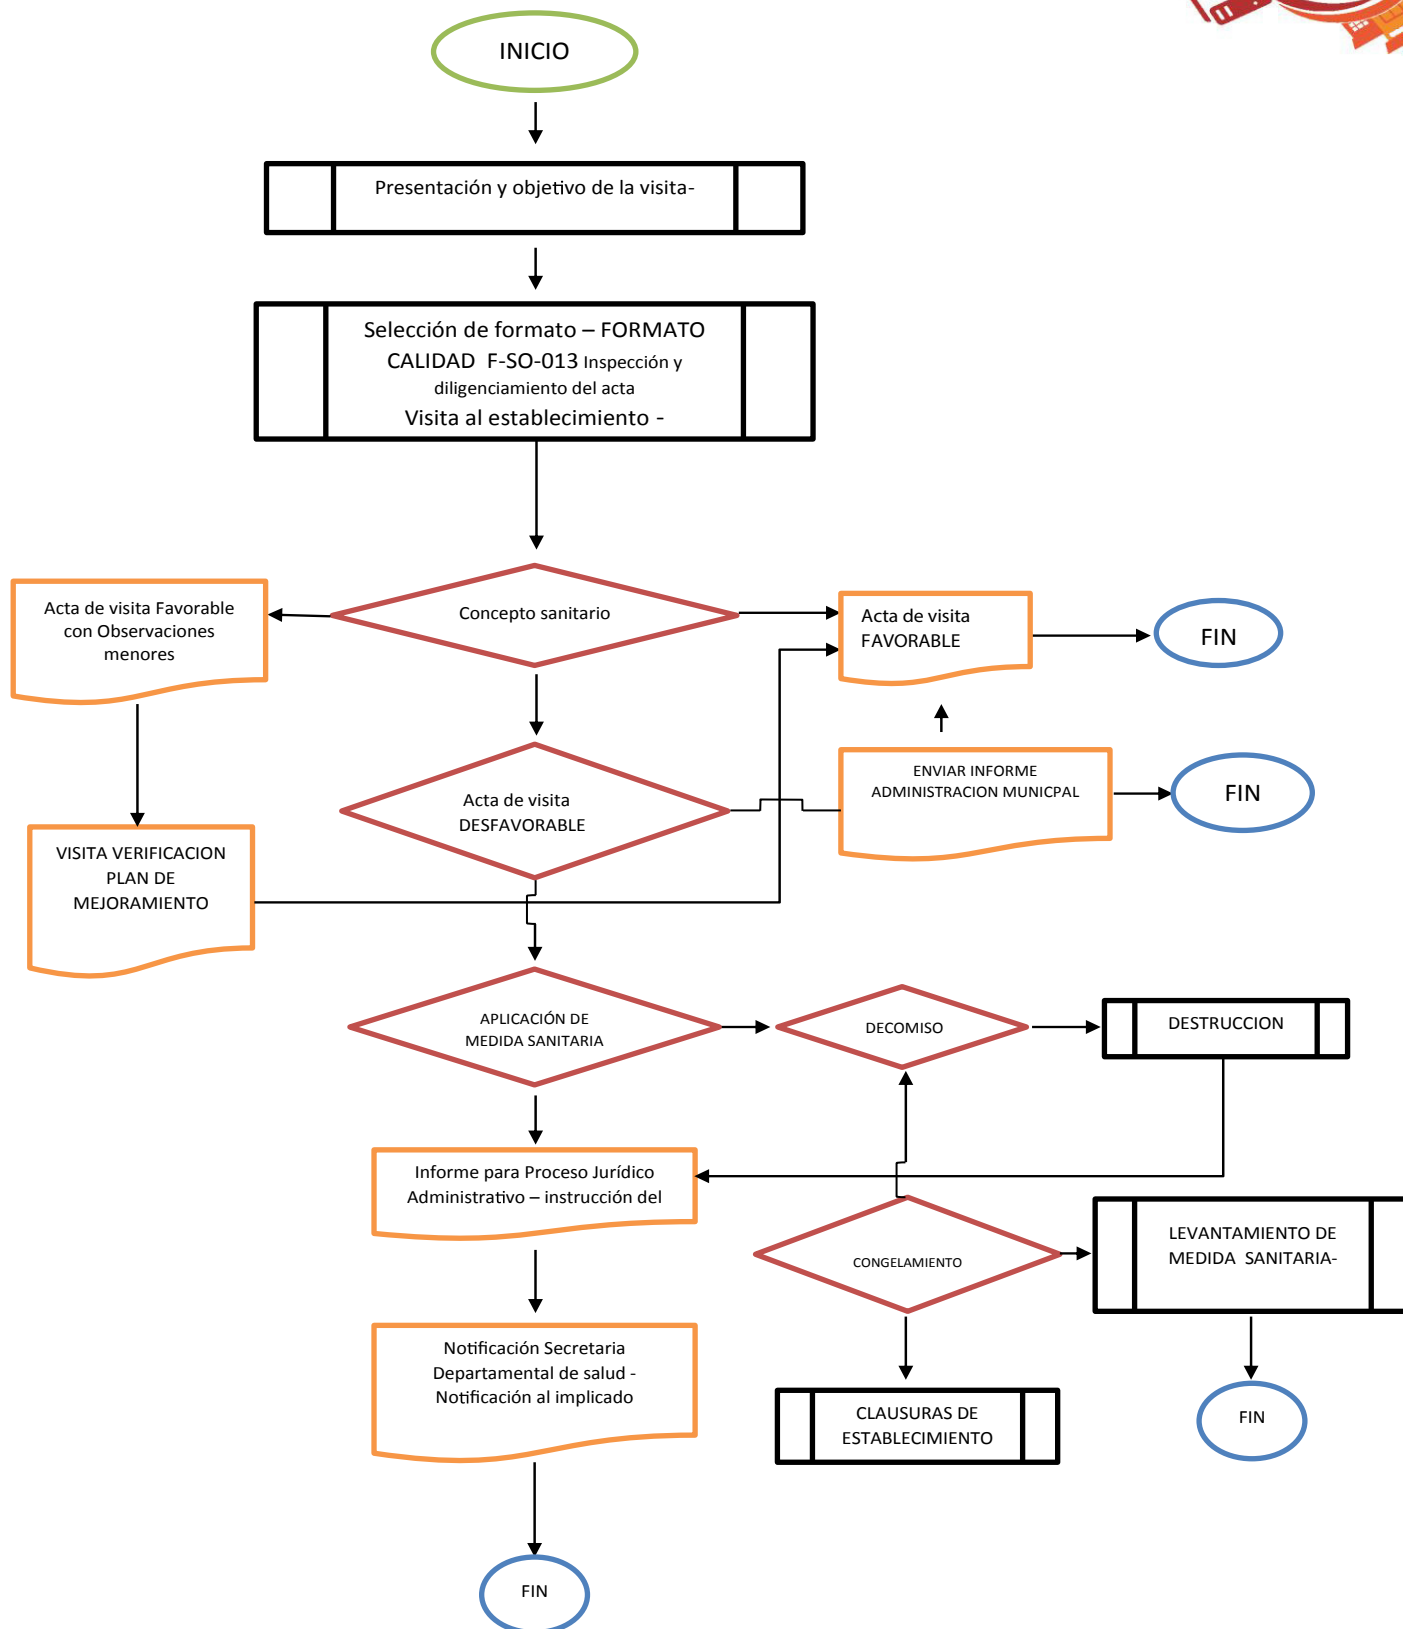 INICIO
Presentación y objetivo de la visita-
Selección de formato – FORMATO
CALIDAD F-SO-013 Inspección y
diligenciamiento del acta
Visita al establecimiento -
Acta de visita Favorable
con Observaciones
menores
Concepto sanitario
Acta de visita
FAVORABLE
FIN
Acta de visita
DESFAVORABLE
ENVIAR INFORME
ADMINISTRACION MUNICPAL
FIN
VISITA VERIFICACION
PLAN DE
MEJORAMIENTO
APLICACIÓN DE
MEDIDA SANITARIA
DECOMISO
DESTRUCCION
Informe para Proceso Jurídico
Administrativo – instrucción del
CONGELAMIENTO
LEVANTAMIENTO DE
MEDIDA SANITARIA-
Notificación Secretaria
Departamental de salud -
Notificación al implicado
CLAUSURAS DE
ESTABLECIMIENTO
FIN
FIN